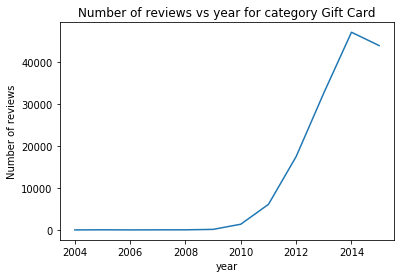 Number of reviews vs year for category Gift Card
Number of reviews
40000
30000
20000
10000
0
2004 2006 2008 2010 2012 2014
year